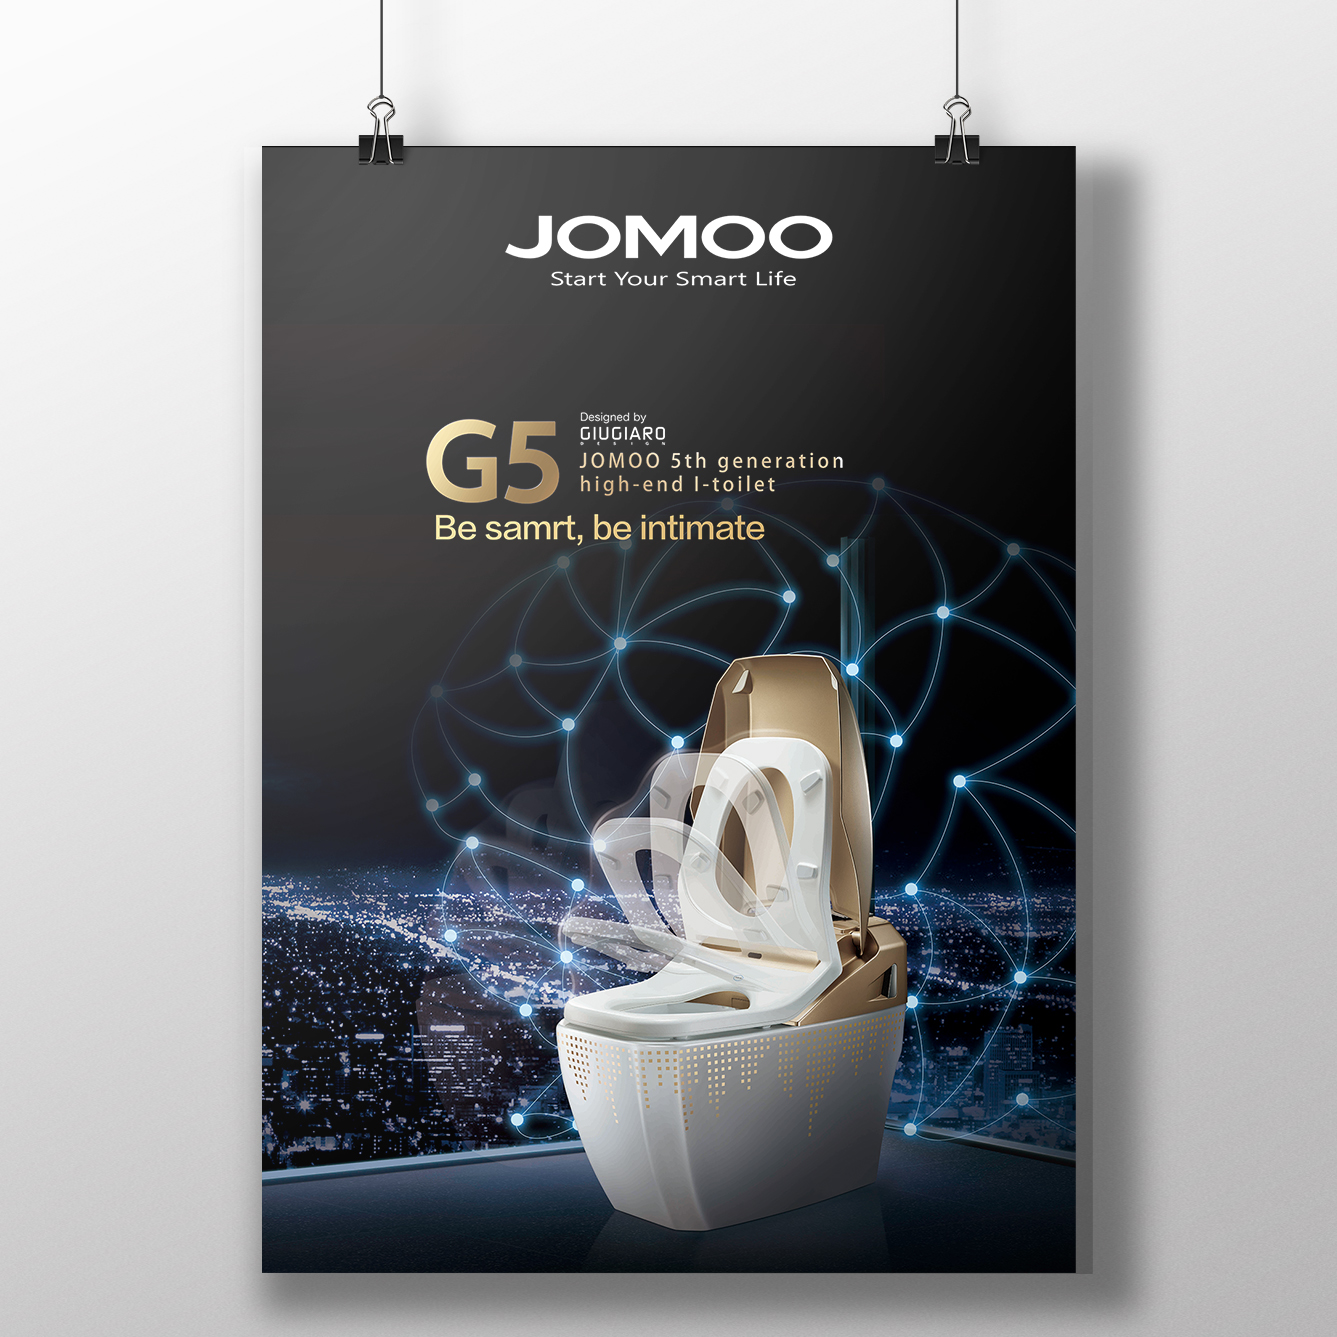 JOMOO
Start Your Smart Life
G5
Designed by
GIUGIARO
DESIGN
JOMOO 5th generation
high-end I-toilet
Be samrt, be intimate